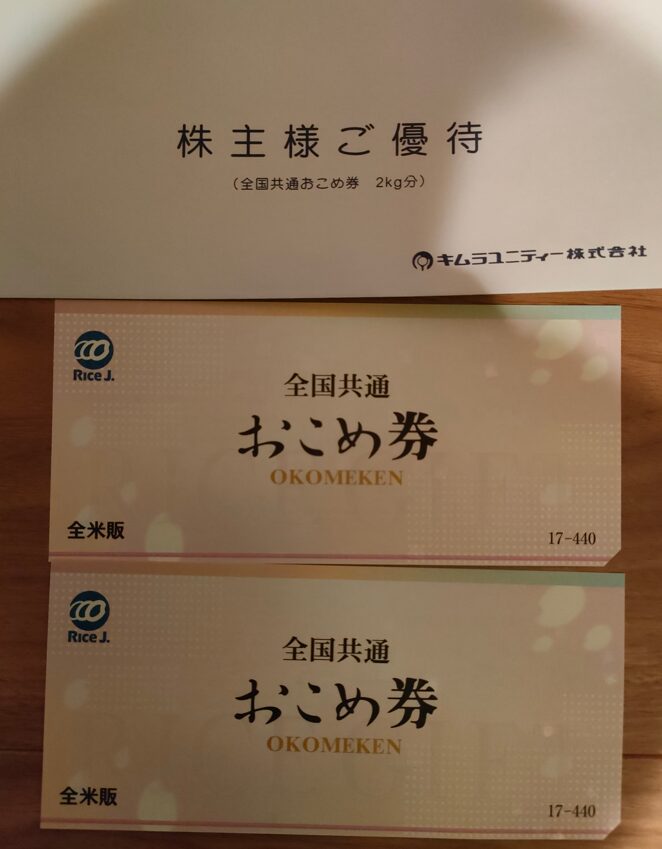 株主様ご優待
（全国共通おこめ券　2kg分）
キムラユニティー株式会社
Rice J.
全国共通
おこめ券
OKOMEKEN
全米販
17-440
Rice J.
全国共通
おこめ券
OKOMEKEN
全米販
17-440